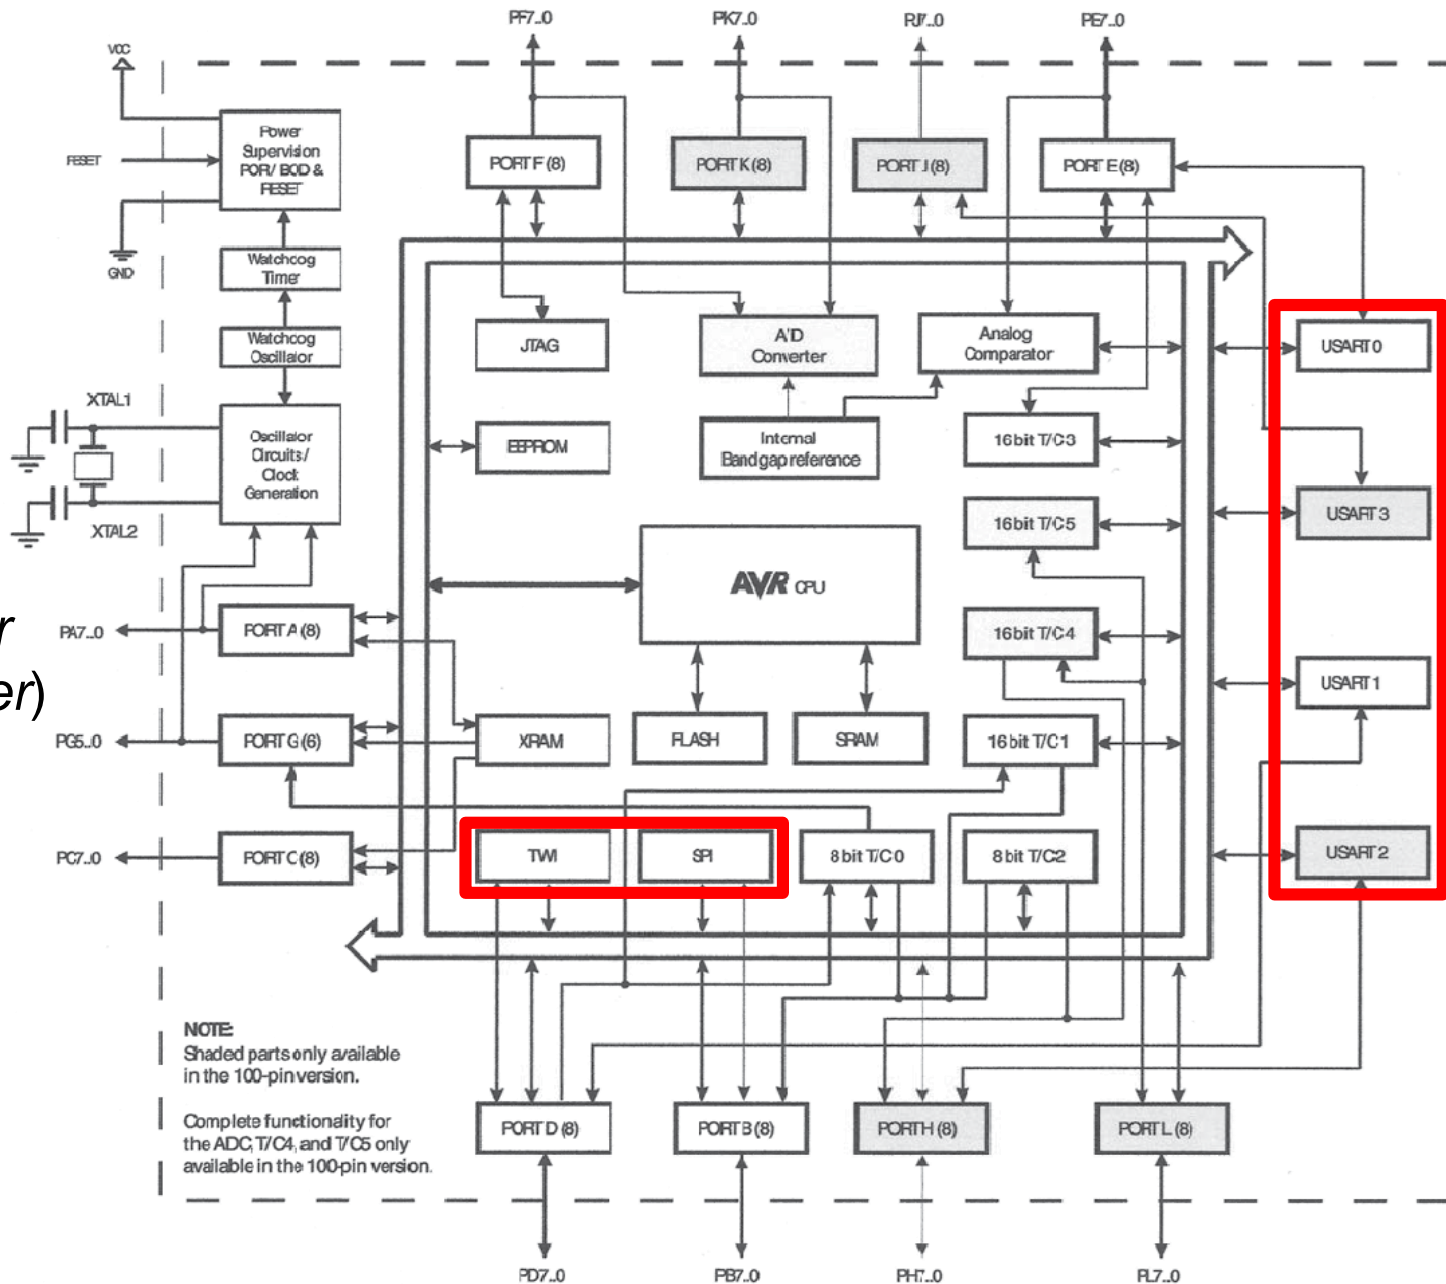 PF7..0 PK7..0 PJ7..0 PE7..0
VCC
Power
Supervision
POR/ BOD &
RESET
RESET
PORT F (8) PORT K (8) PORT J (8) PORT E (8)
GND
Watchdog
Timer
Watchdog
Oscillator
JTAG
A/D
Converter
Analog
Comparator
USART 0
XTAL1
Oscillator
Circuits/
Clock
Generation
EEPROM
Internal
Bandgap reference
16bit T/C3
XTAL2
16bit T/C5
USART 3
AVR CPU
r
er)
PA7..0
PORT A (8)
16bit T/C4
USART 1
PG5..0
PORT G (6)
XRAM
FLASH
SRAM
16bit T/C1
PC7..0
PORT C (8)
TWI
SPI
8bit T/C0
8bit T/C2
USART 2
NOTE:
Shaded parts only available
in the 100-pin version.
Complete functionality for
the ADC, T/C4, and T/C5 only
available in the 100-pin version.
PORT D (8) PORT B (8) PORT H (8) PORT L (8)
PD7..0 PB7..0 PH7..0 PL7..0